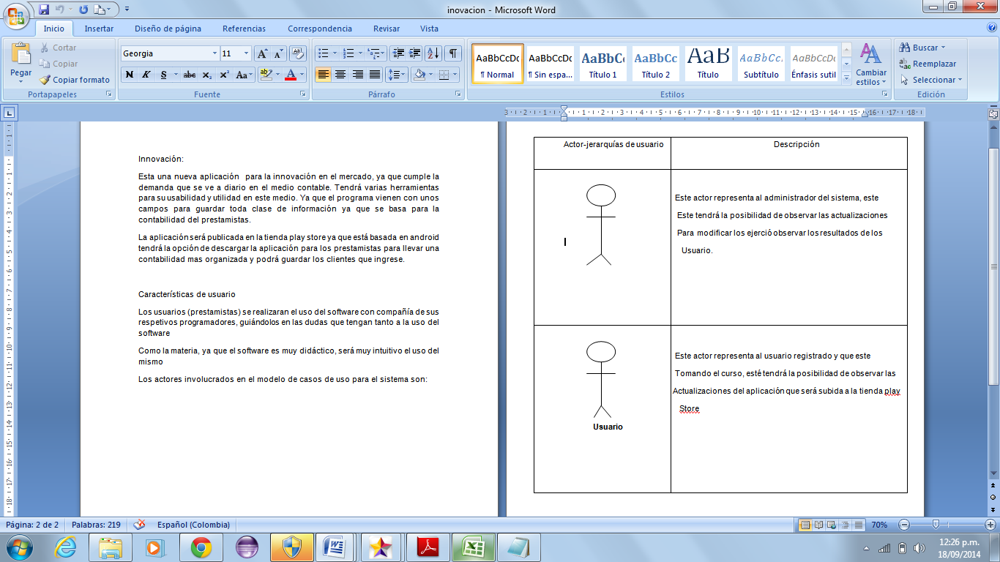 inovacion - Microsoft Word
Inicio
Insertar
Diseño de página
Referencias
Correspondencia
Revisar
Vista
Pegar
Cortar
Copiar
Copiar formato
Portapapeles
Georgia
11
Fuente
Párrafo
AaBbCcDc
¶ Normal
AaBbCcDc
¶ Sin espa...
AaBbCc
Título 1
AaBbCc
Título 2
AaB
Título
AaBbCc.
Subtítulo
AaBbCcDc
Énfasis sutil
Cambiar estilos
Estilos
Buscar
Reemplazar
Seleccionar
Edición
Innovación:
Esta una nueva aplicación para la innovación en el mercado, ya que cumple la
demanda que se ve a diario en el medio contable. Tendrá varias herramientas
para su usabilidad y utilidad en este medio. Ya que el programa vienen con unos
campos para guardar toda clase de información ya que se basa para la
contabilidad del prestamistas.
La aplicación será publicada en la tienda play store ya que está basada en android
tendrá la opción de descargar la aplicación para los prestamistas para llevar una
contabilidad mas organizada y podrá guardar los clientes que ingrese.
Características de usuario
Los usuarios (prestamistas) se realizaran el uso del software con compañía de sus
respetivos programadores, guiándolos en las dudas que tengan tanto a la uso del
software
Como la materia, ya que el software es muy didáctico, será muy intuitivo el uso del
mismo
Los actores involucrados en el modelo de casos de uso para el sistema son:
Actor-jerarquías de usuario
Descripción
Este actor representa al administrador del sistema, este
Este tendrá la posibilidad de observar las actualizaciones
Para modificar los ejerció observar los resultados de los
Usuario.
Usuario
Este actor representa al usuario registrado y que este
Tomando el curso, esté tendrá la posibilidad de observar las
Actualizaciones del aplicación que será subida a la tienda play
Store
Página: 2 de 2
Palabras: 219
Español (Colombia)
70%
12:26 p.m.
18/09/2014